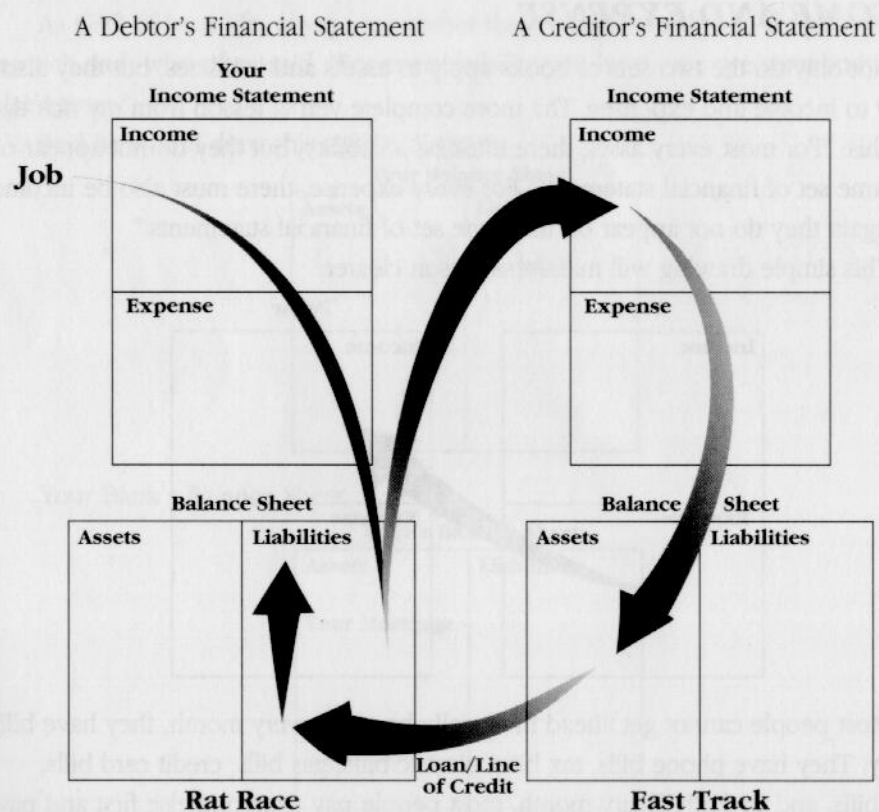 A Debtor's Financial Statement
A Creditor's Financial Statement
Your
Income Statement
Income
Job
Expense
Balance Sheet
Assets
Liabilities
Rat Race
Income Statement
Income
Expense
Balance Sheet
Assets
Liabilities
Loan/Line
of Credit
Fast Track